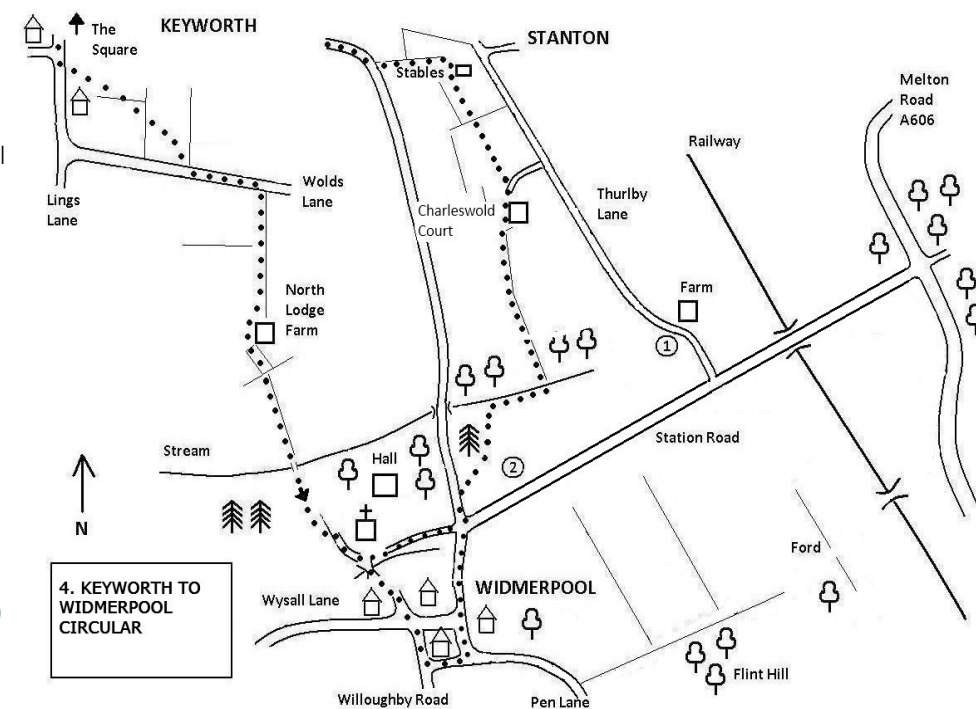 KEYWORTH
The
Square
STANTON
Stables
Melton
Road
A606
Railway
Wolds
Lane
Lings
Lane
Thurlby
Lane
Charleswold
Court
North
Lodge
Farm
Farm
1
Station Road
Stream
Hall
2
N
Ford
4. KEYWORTH TO
WIDMERPOOL
CIRCULAR
Wysall Lane
WIDMERPOOL
Flint Hill
Willoughby Road
Pen Lane